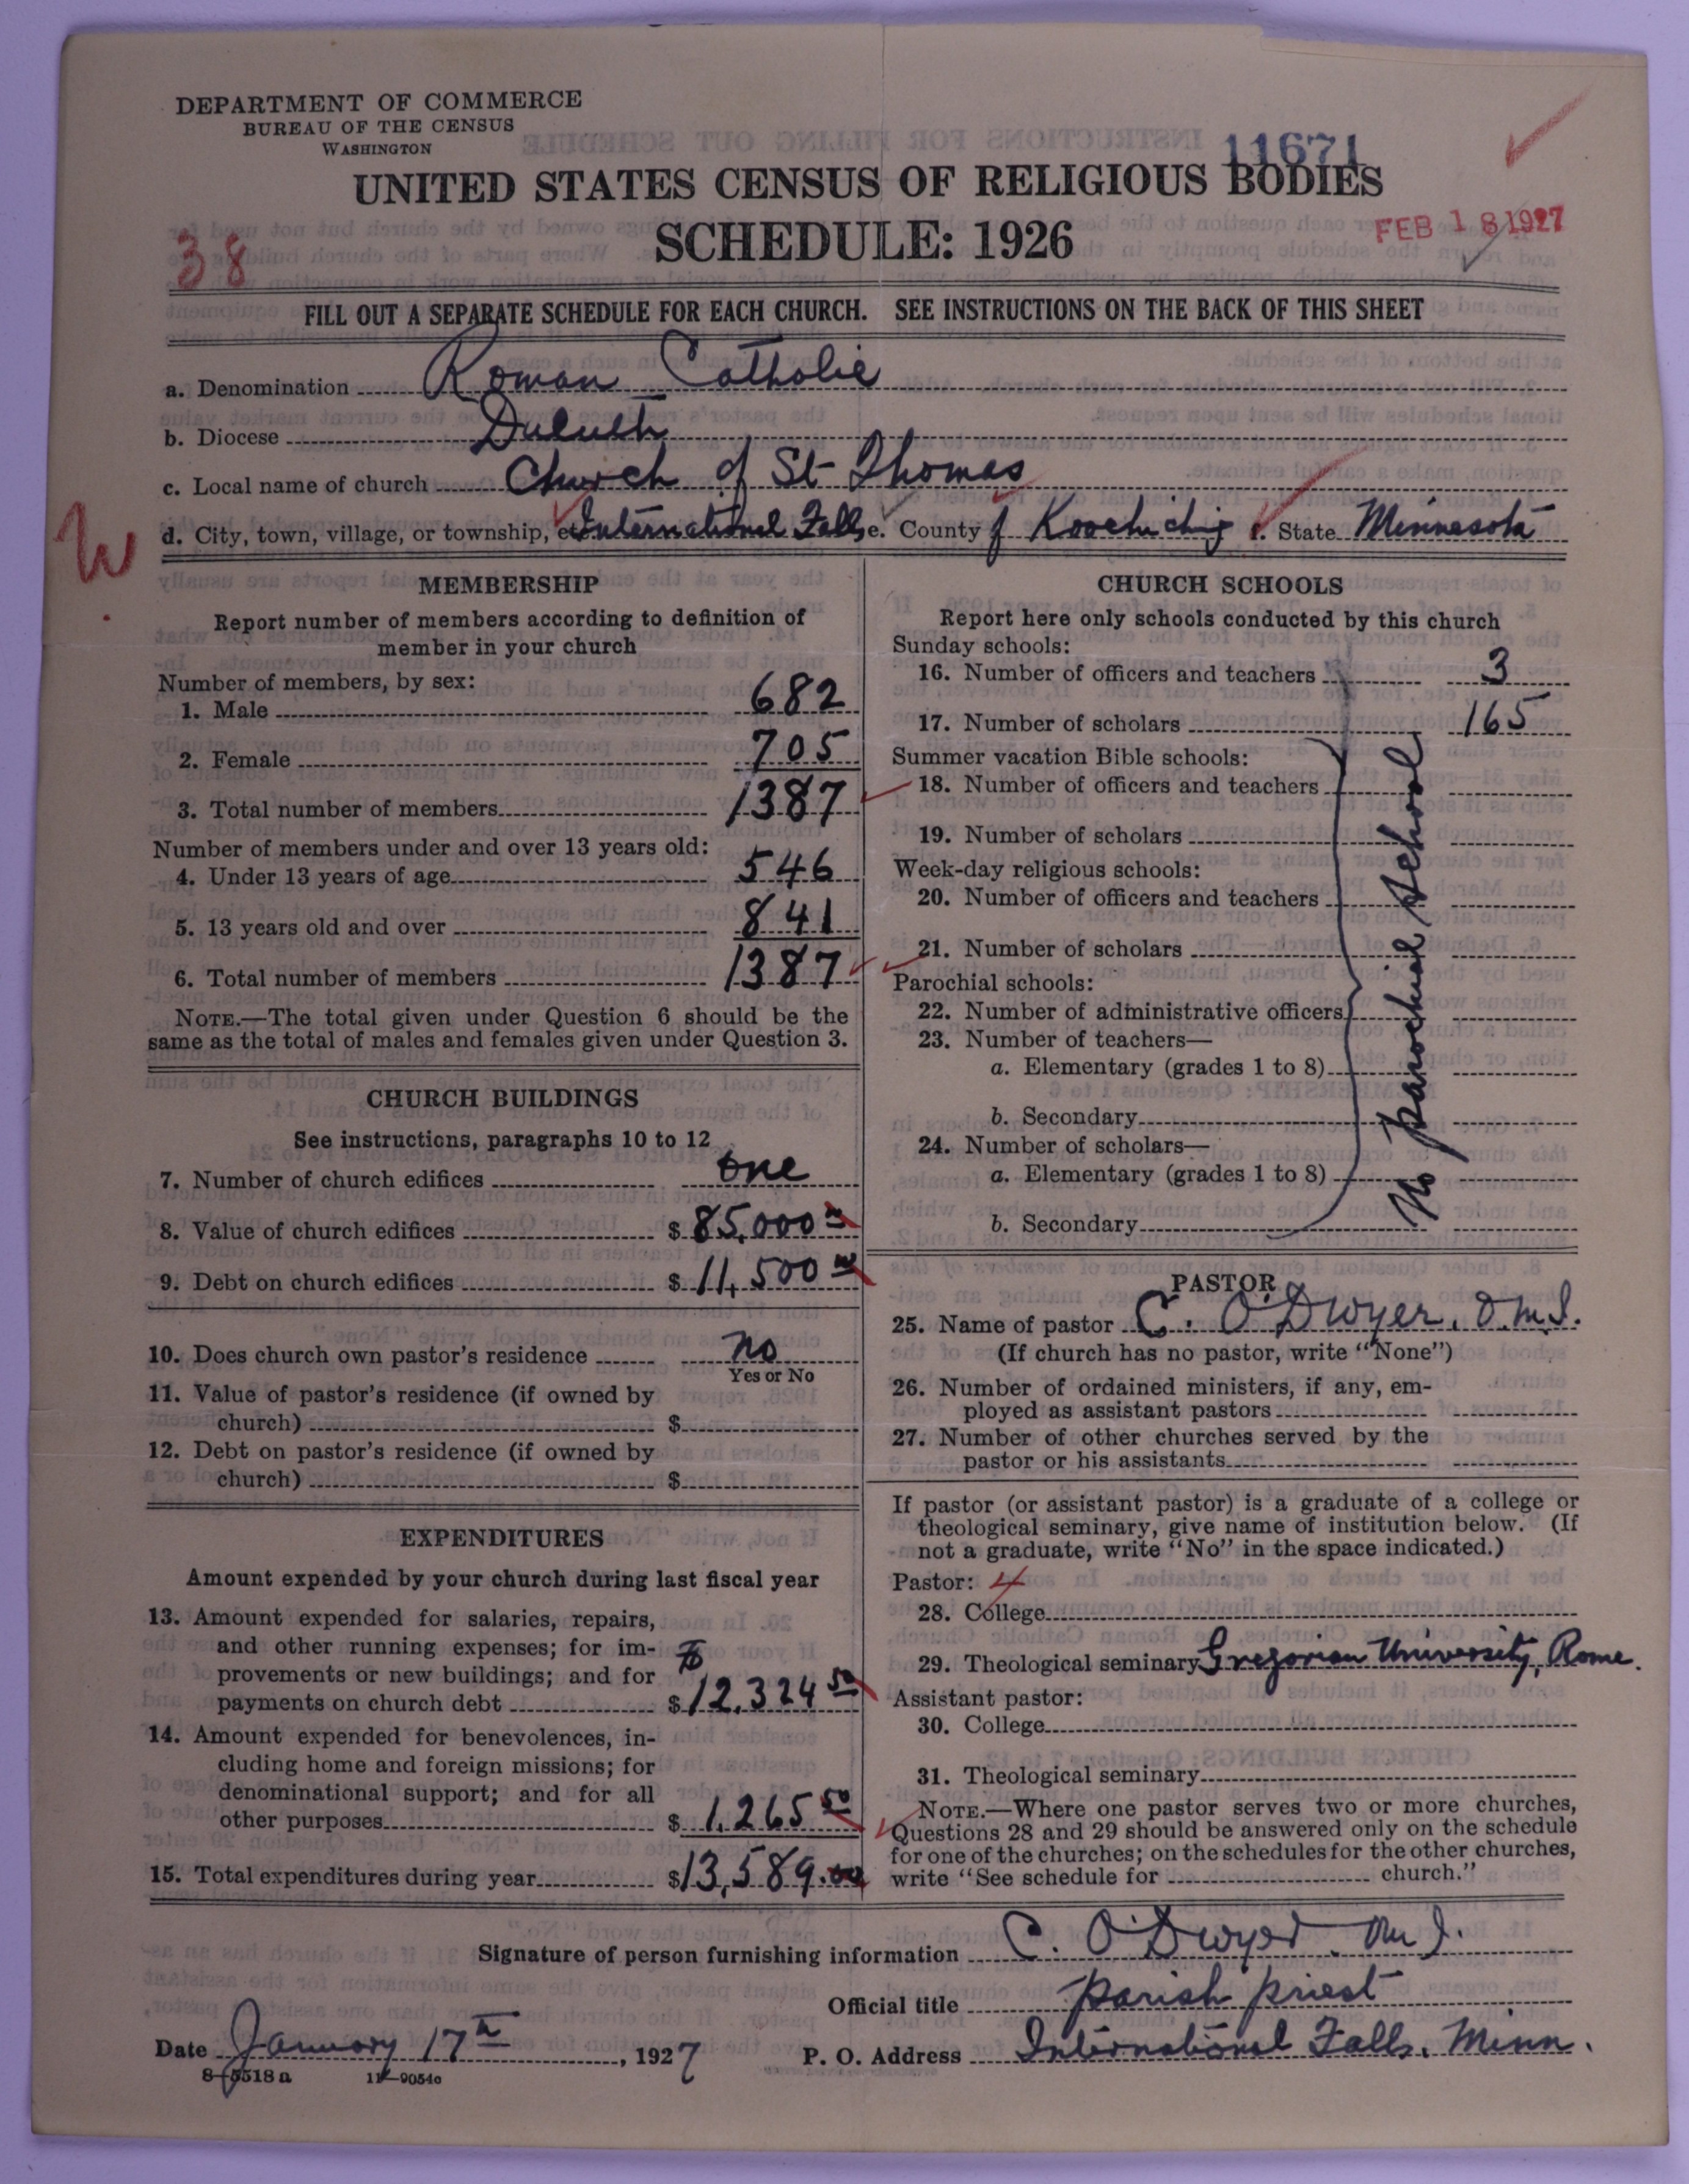 DEPARTMENT OF COMMERCE
BUREAU OF THE CENSUS
WASHINGTON
11671
UNITED STATES CENSUS OF RELIGIOUS BODIES
SCHEDULE: 1926
FEB 18 1927
38
FILL OUT A SEPARATE SCHEDULE FOR EACH CHURCH. SEE INSTRUCTIONS ON THE BACK OF THIS SHEET
a. Denomination Roman Catholic
b. Diocese Duluth
c. Local name of church Church of St Thomas
W
d. City, town, village, or township, etc. International Falls e. County of Koochiching f. State Minnesota
MEMBERSHIP
Report number of members according to definition of
member in your church
Number of members, by sex:
1. Male 682
2. Female 705
3. Total number of members 1387
Number of members under and over 13 years old:
4. Under 13 years of age 546
5. 13 years old and over 841
6. Total number of members 1387
NOTE.—The total given under Question 6 should be the
same as the total of males and females given under Question 3.
CHURCH BUILDINGS
See instructions, paragraphs 10 to 12
7. Number of church edifices one
8. Value of church edifices $ 85,000 00
9. Debt on church edifices $ 11,500 00
10. Does church own pastor's residence No
Yes or No
11. Value of pastor's residence (if owned by
church) $
12. Debt on pastor's residence (if owned by
church) $
EXPENDITURES
Amount expended by your church during last fiscal year
13. Amount expended for salaries, repairs,
and other running expenses; for im-
provements or new buildings; and for
payments on church debt $ 12,324 50
14. Amount expended for benevolences, in-
cluding home and foreign missions; for
denominational support; and for all
other purposes $ 1,265 50
15. Total expenditures during year $ 13,589.00
CHURCH SCHOOLS
Report here only schools conducted by this church
Sunday schools:
16. Number of officers and teachers 3
17. Number of scholars 165
Summer vacation Bible schools:
18. Number of officers and teachers
19. Number of scholars
Week-day religious schools:
20. Number of officers and teachers
21. Number of scholars
Parochial schools:
22. Number of administrative officers
23. Number of teachers—
a. Elementary (grades 1 to 8)
b. Secondary
24. Number of scholars—
a. Elementary (grades 1 to 8)
b. Secondary
No parochial school
PASTOR
25. Name of pastor C. O'Dwyer, O.M.I.
(If church has no pastor, write "None")
26. Number of ordained ministers, if any, em-
ployed as assistant pastors
27. Number of other churches served by the
pastor or his assistants
If pastor (or assistant pastor) is a graduate of a college or
theological seminary, give name of institution below. (If
not a graduate, write "No" in the space indicated.)
Pastor: 4
28. College
29. Theological seminary Gregorian University, Rome.
Assistant pastor:
30. College
31. Theological seminary
NOTE.—Where one pastor serves two or more churches,
Questions 28 and 29 should be answered only on the schedule
for one of the churches; on the schedules for the other churches,
write "See schedule for church."
Signature of person furnishing information C. O'Dwyer. OMI.
Official title parish priest
Date January 17th, 1927 P. O. Address International Falls, Minn.
8—5518a 11—9054c